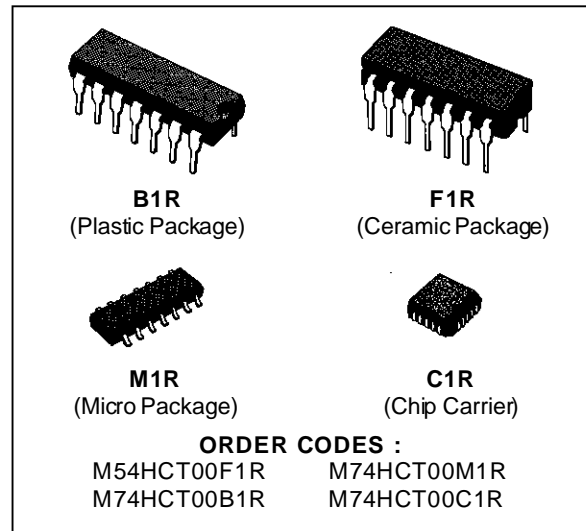 B1R
(Plastic Package)
F1R
(Ceramic Package)
M1R
(Micro Package)
C1R
(Chip Carrier)
ORDER CODES :
M54HCT00F1R M74HCT00M1R
M74HCT00B1R M74HCT00C1R